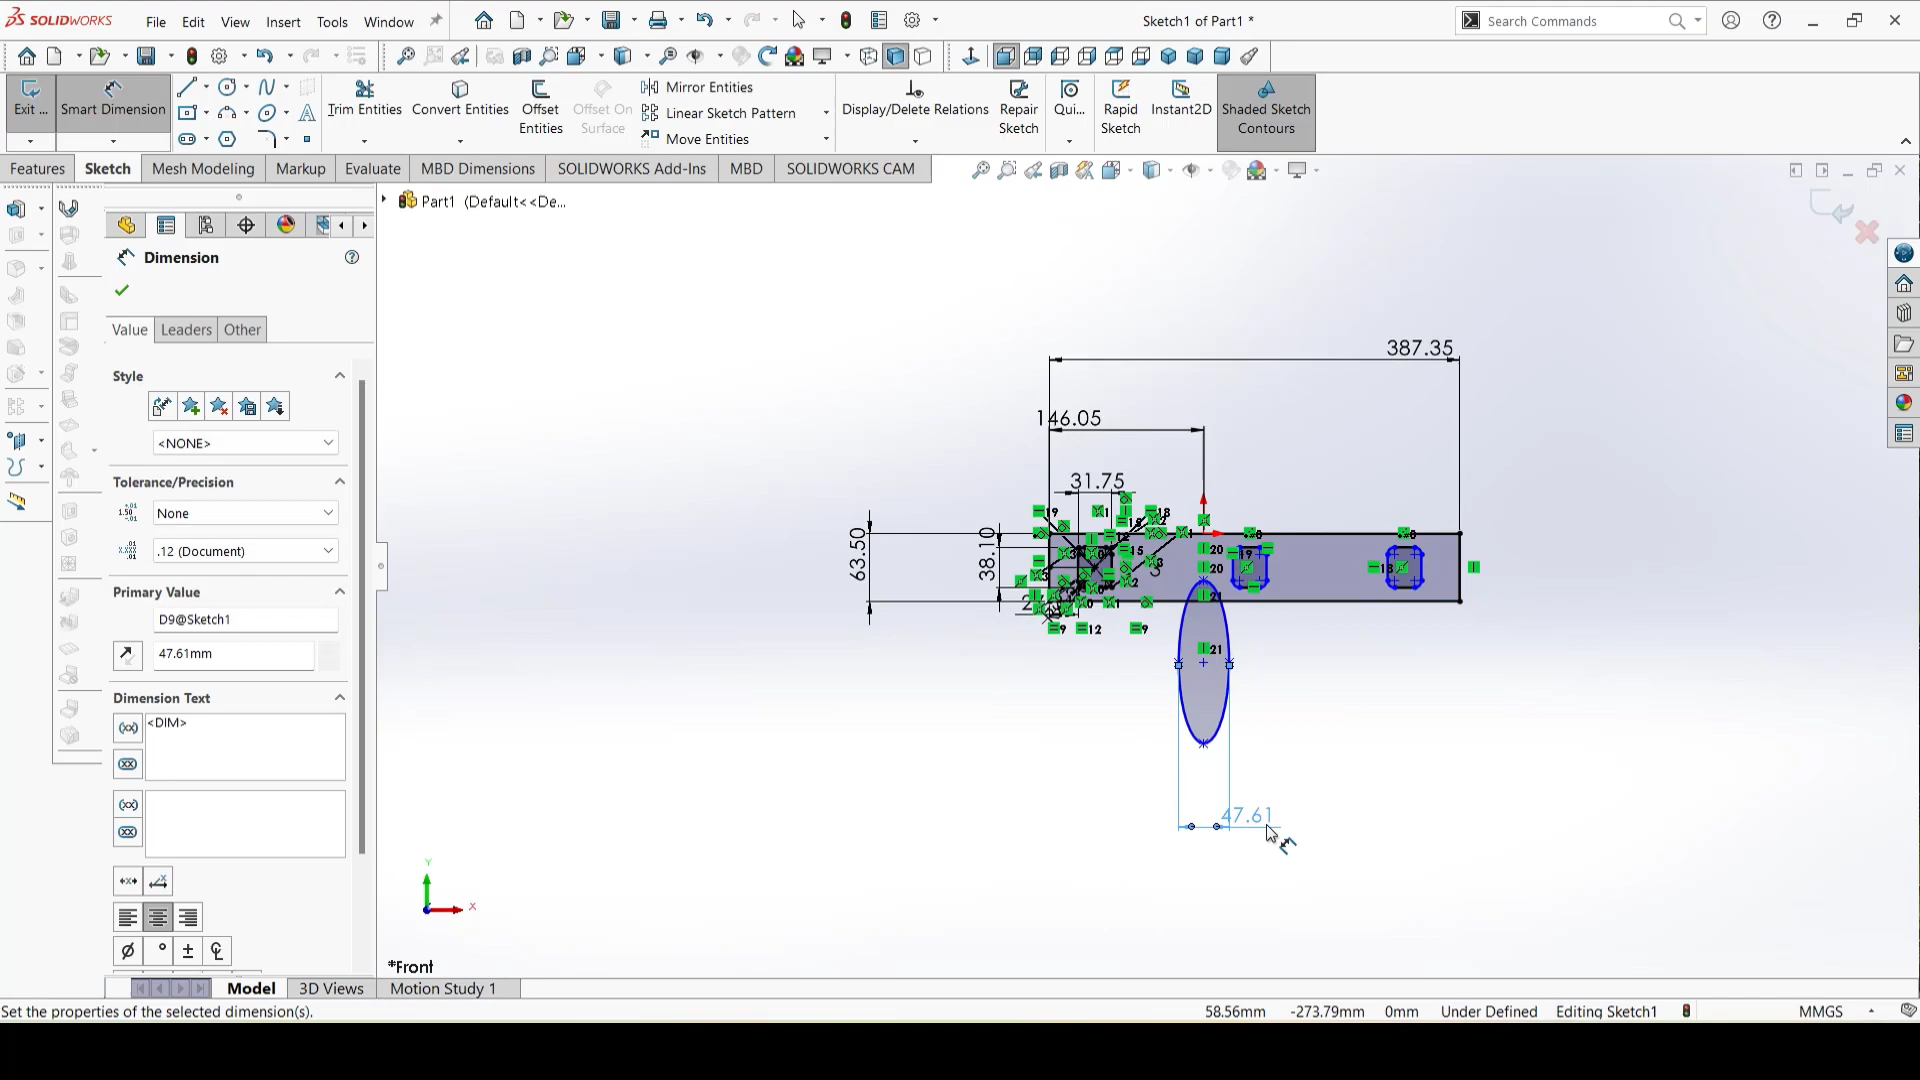 SOLIDWORKS File Edit View Insert Tools Window Sketch1 of Part1 * Search Commands
Exit ... Smart Dimension Trim Entities Convert Entities Offset Entities Offset On Surface Mirror Entities Linear Sketch Pattern Move Entities Display/Delete Relations Repair Sketch Qui... Rapid Sketch Instant2D Shaded Sketch Contours
Features Sketch Mesh Modeling Markup Evaluate MBD Dimensions SOLIDWORKS Add-Ins MBD SOLIDWORKS CAM
Part1 (Default<<De...
Dimension
Value Leaders Other
Style
<NONE>
Tolerance/Precision
None
.12 (Document)
Primary Value
D9@Sketch1
47.61mm
Dimension Text
<DIM>
387.35
146.05
31.75
63.50
38.10
47.61
Y
X
*Front
Model 3D Views Motion Study 1
Set the properties of the selected dimension(s). 58.56mm -273.79mm 0mm Under Defined Editing Sketch1 MMGS